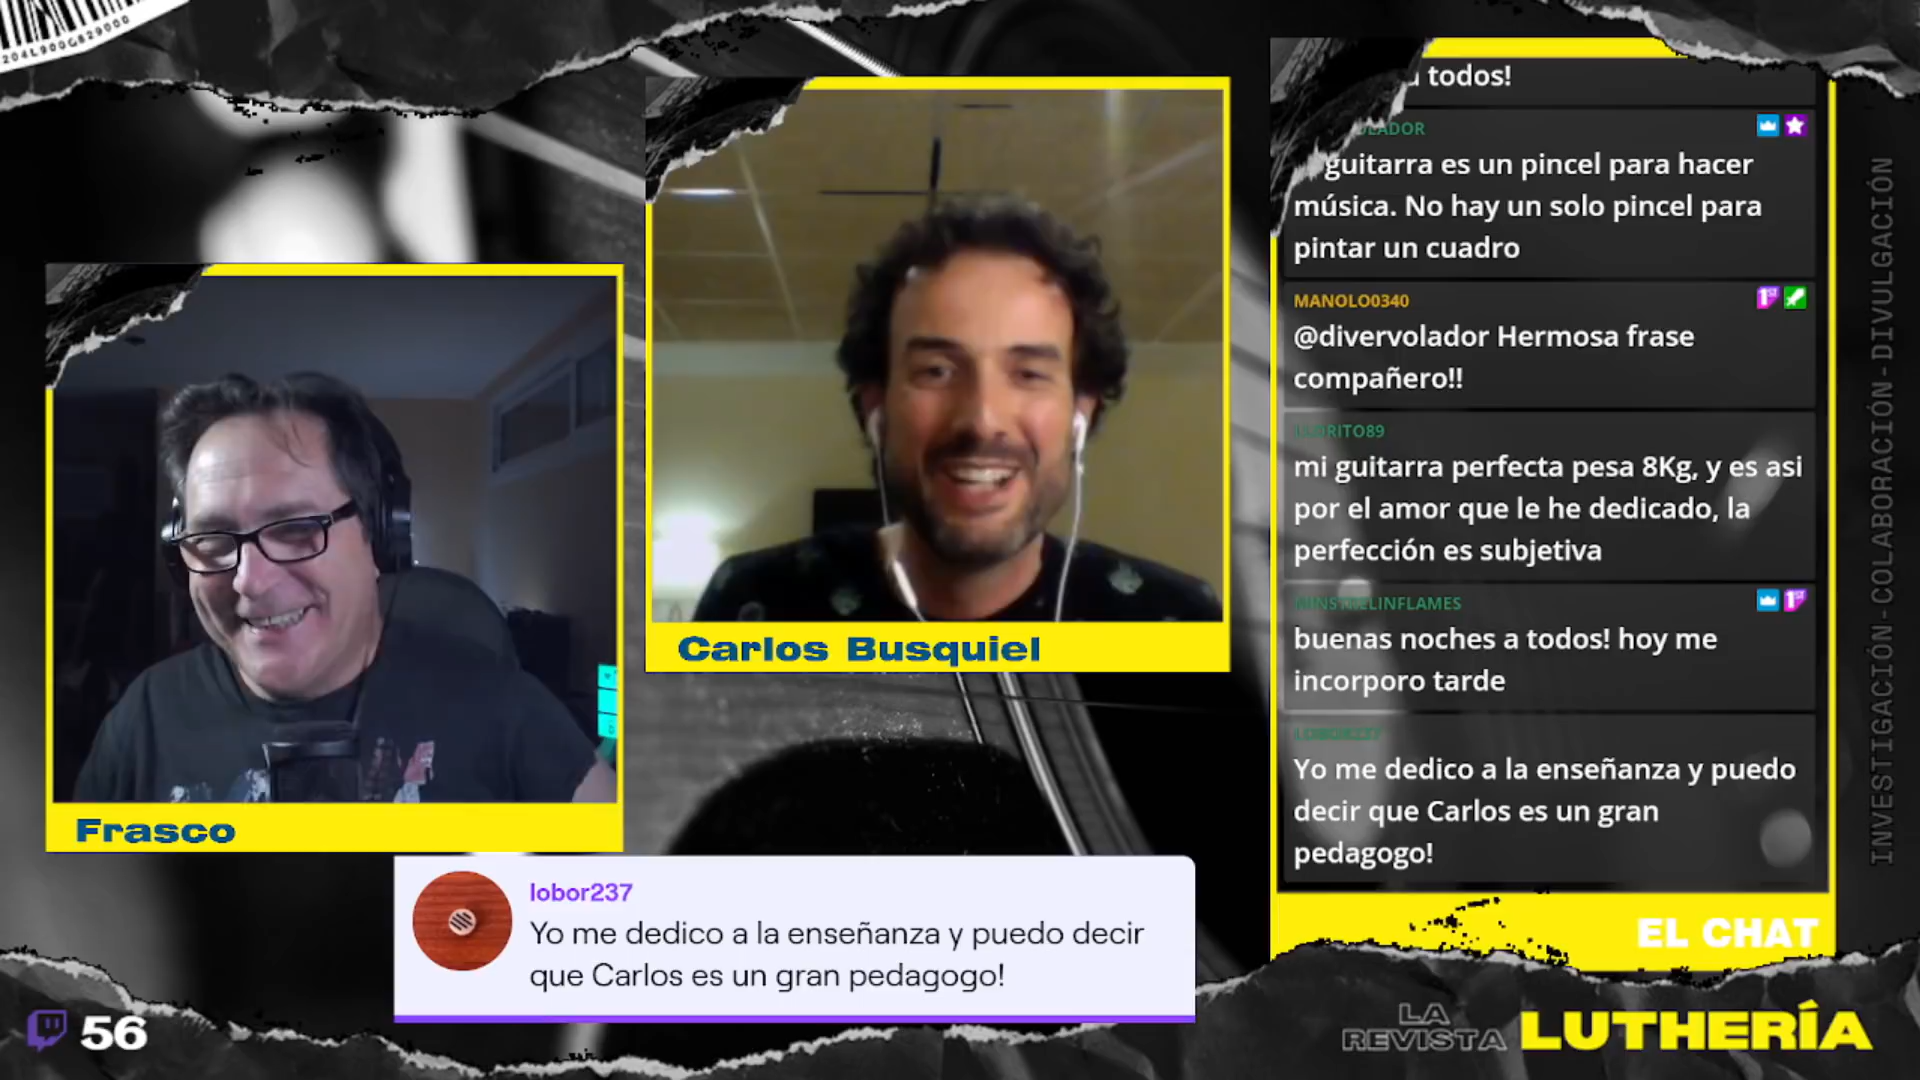 204L900G829000
Frasco
Carlos Busquiel
lobor237
Yo me dedico a la enseñanza y puedo decir
que Carlos es un gran pedagogo!
56
todos!
guitarra es un pincel para hacer
música. No hay un solo pincel para
pintar un cuadro
MANOLO0340
@divervolador Hermosa frase
compañero!!
mi guitarra perfecta pesa 8Kg, y es asi
por el amor que le he dedicado, la
perfección es subjetiva
MINSTRELINFLAMES
buenas noches a todos! hoy me
incorporo tarde
LOBOR237
Yo me dedico a la enseñanza y puedo
decir que Carlos es un gran
pedagogo!
EL CHAT
INVESTIGACIÓN-COLABORACIÓN-DIVULGACIÓN
LA
REVISTA LUTHERÍA